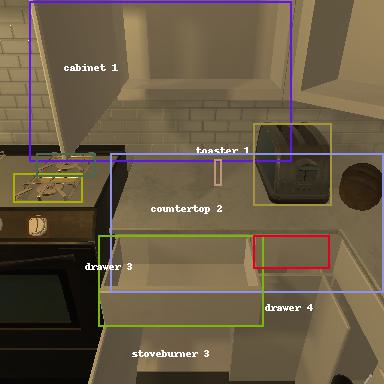 cabinet 1
toaster 1
countertop 2
drawer 3
drawer 4
stoveburner 3